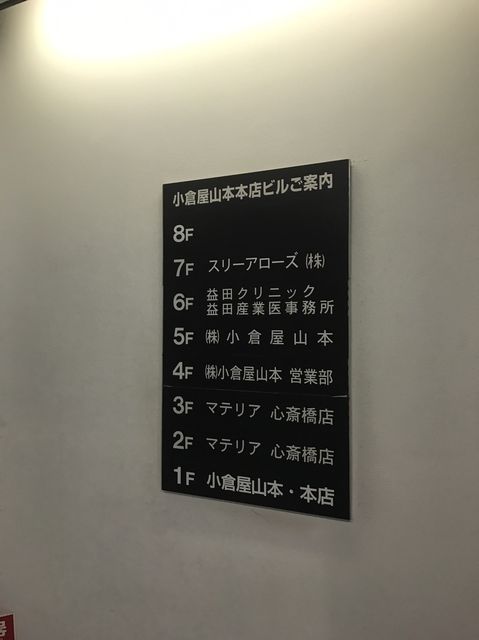 小倉屋山本本店ビルご案内
8F
7F スリーアローズ ㈱
6F 益田クリニック
益田産業医事務所
5F ㈱ 小倉屋山本
4F ㈱小倉屋山本 営業部
3F マテリア 心斎橋店
2F マテリア 心斎橋店
1F 小倉屋山本・本店
号